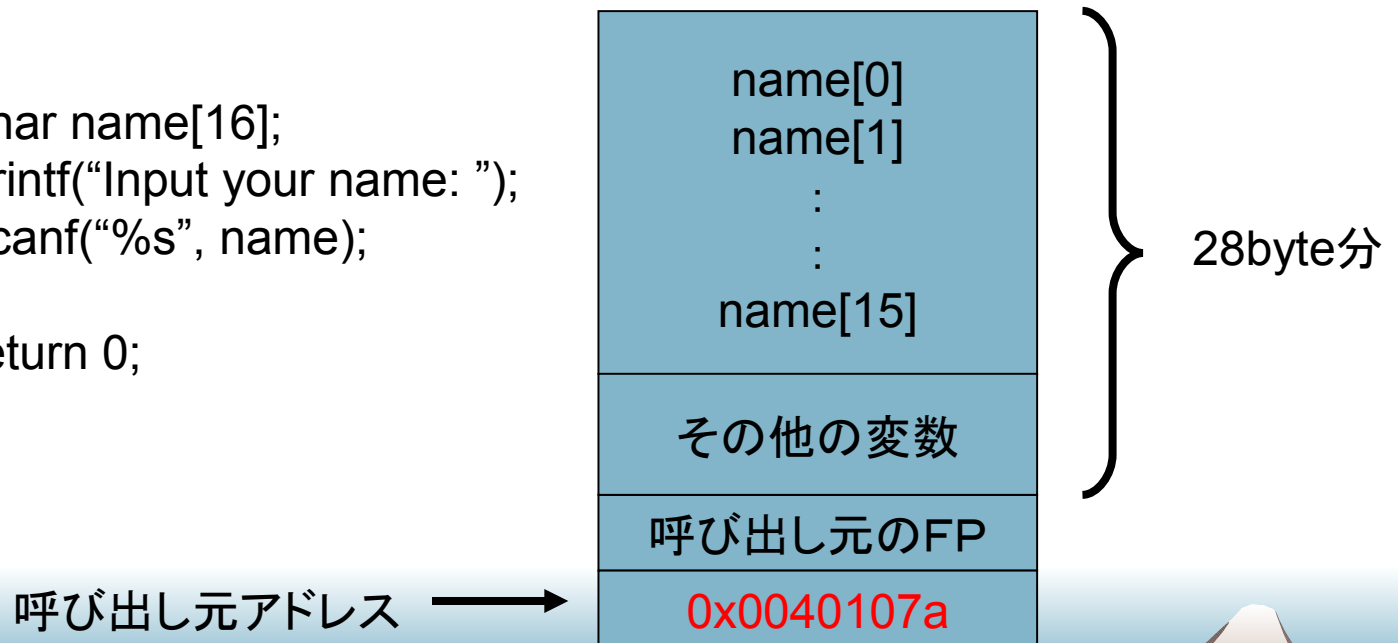 har name[16];
rintf(“Input your name: ”);
canf(“%s”, name);
eturn 0;
name[0]
name[1]
:
:
name[15]
28byte分
その他の変数
呼び出し元のFP
呼び出し元アドレス
0x0040107a